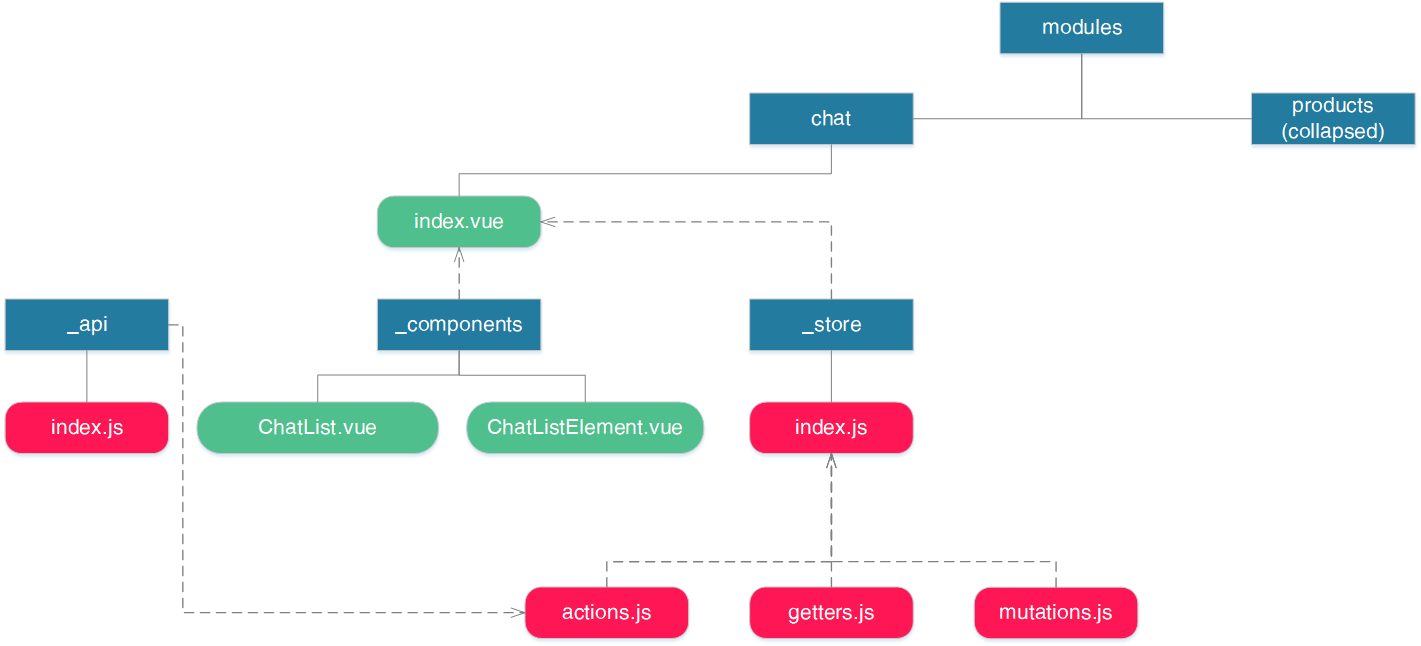 modules
chat
products
(collapsed)
index.vue
_api
_components
_store
index.js
ChatList.vue
ChatListElement.vue
index.js
actions.js
getters.js
mutations.js